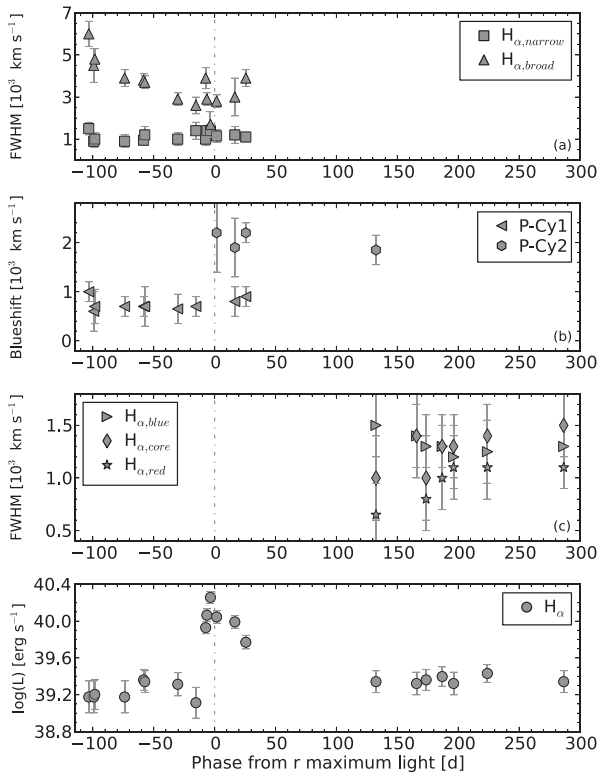 7
5
3
1
FWHM [10³ km s⁻¹]
Hα,narrow
Hα,broad
(a)
−100 −50 0 50 100 150 200 250 300
2
1
0
Blueshift [10³ km s⁻¹]
P-Cy1
P-Cy2
(b)
−100 −50 0 50 100 150 200 250 300
1.5
1.0
0.5
FWHM [10³ km s⁻¹]
Hα,blue
Hα,core
Hα,red
(c)
−100 −50 0 50 100 150 200 250 300
40.4
40.0
39.6
39.2
38.8
log(L) [erg s⁻¹]
Hα
−100 −50 0 50 100 150 200 250 300
Phase from r maximum light [d]